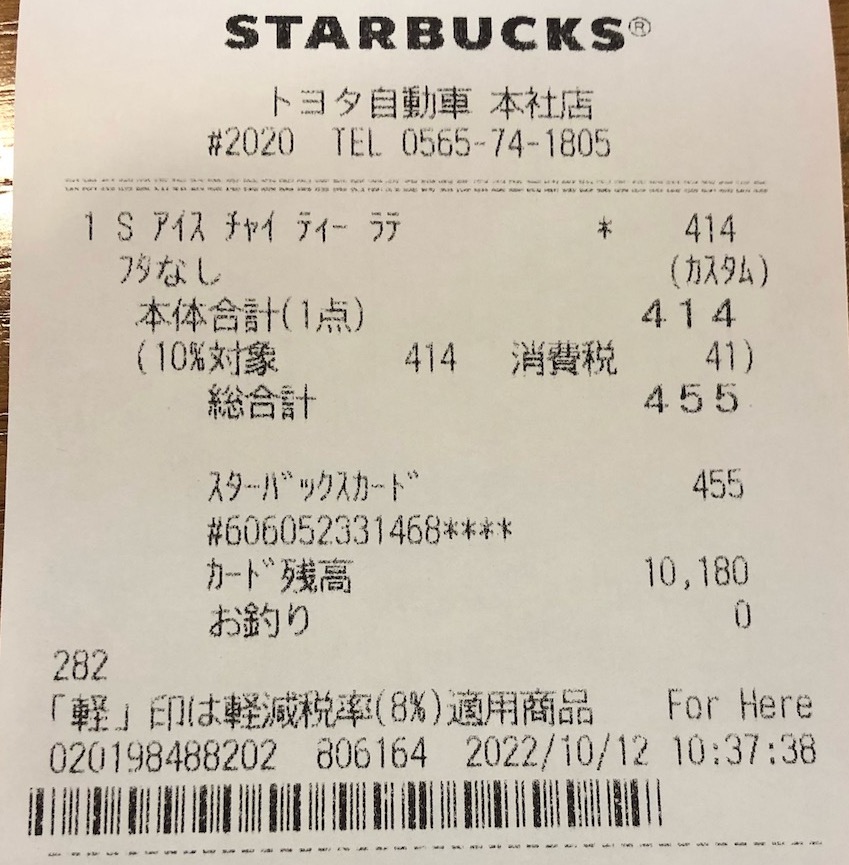 STARBUCKS®
トヨタ自動車 本社店
#2020 TEL 0565-74-1805
1 S ｱｲｽ ﾁｬｲ ﾃｨｰ ﾗﾃ * 414
ﾌﾀなし (ｶｽﾀﾑ)
本体合計(1点) 414
(10%対象 414 消費税 41)
総合計 455
ｽﾀｰﾊﾞｯｸｽｶｰﾄﾞ 455
#606052331468****
ｶｰﾄﾞ残高 10,180
お釣り 0
282
「軽」印は軽減税率(8%)適用商品 For Here
020198488202 806164 2022/10/12 10:37:38